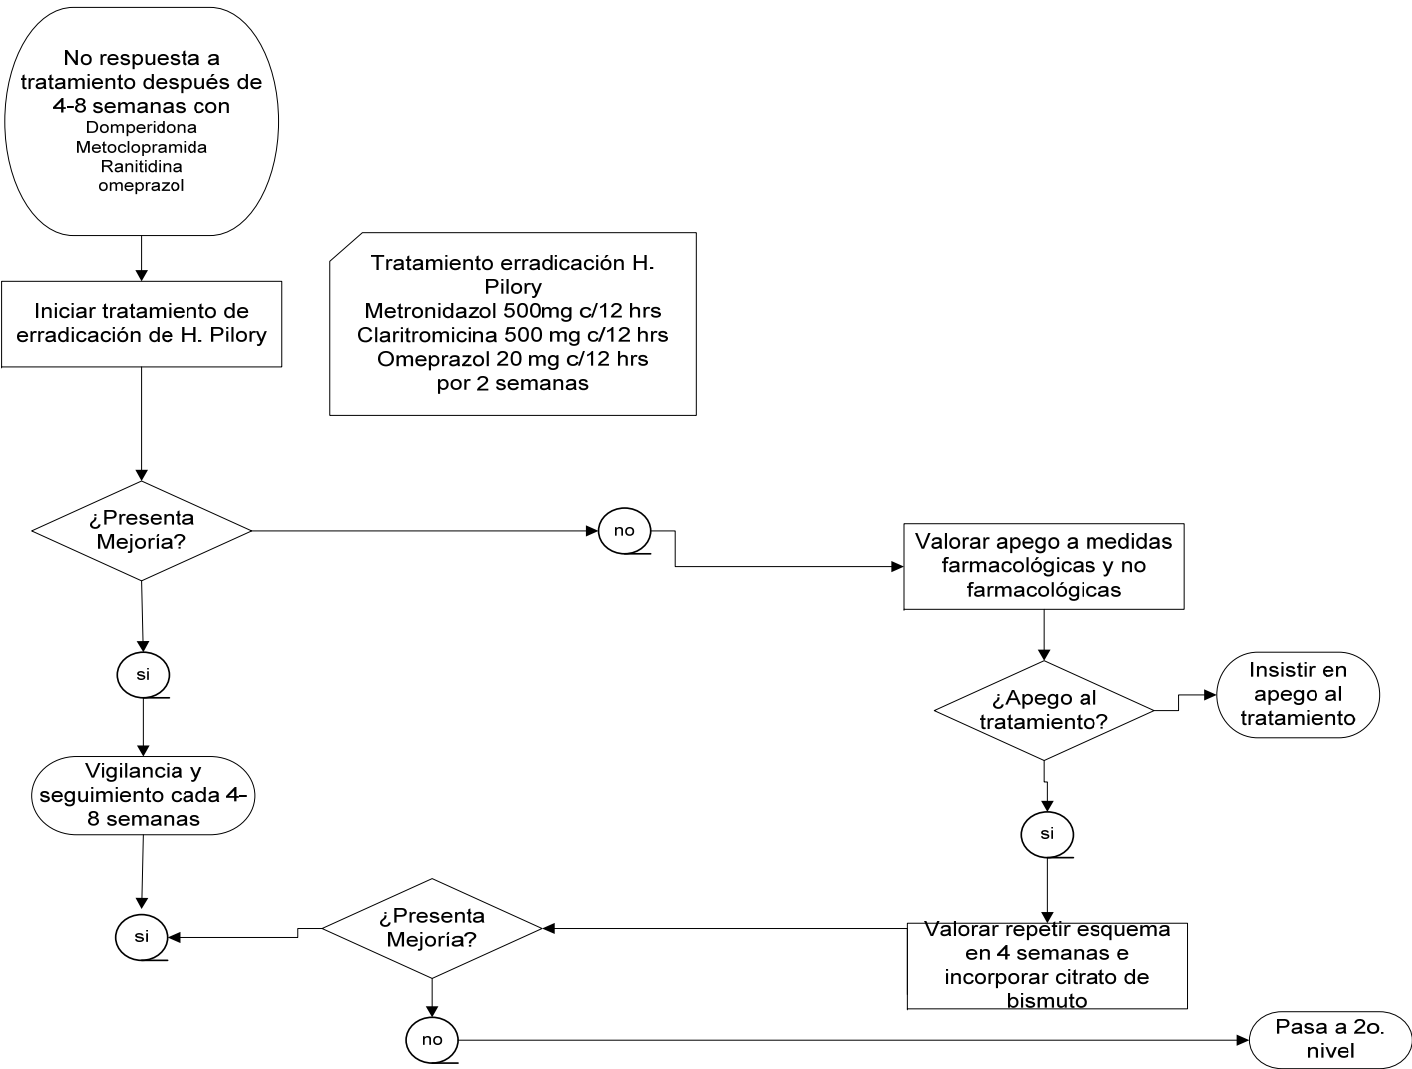 No respuesta a
tratamiento después de
4-8 semanas con
Domperidona
Metoclopramida
Ranitidina
omeprazol
Iniciar tratamiento de
erradicación de H. Pilory
Tratamiento erradicación H.
Pilory
Metronidazol 500mg c/12 hrs
Claritromicina 500 mg c/12 hrs
Omeprazol 20 mg c/12 hrs
por 2 semanas
¿Presenta
Mejoría?
no
Valorar apego a medidas
farmacológicas y no
farmacológicas
si
¿Apego al
tratamiento?
Insistir en
apego al
tratamiento
Vigilancia y
seguimiento cada 4-
8 semanas
si
Valorar repetir esquema
en 4 semanas e
incorporar citrato de
bismuto
¿Presenta
Mejoría?
si
no
Pasa a 2o.
nivel